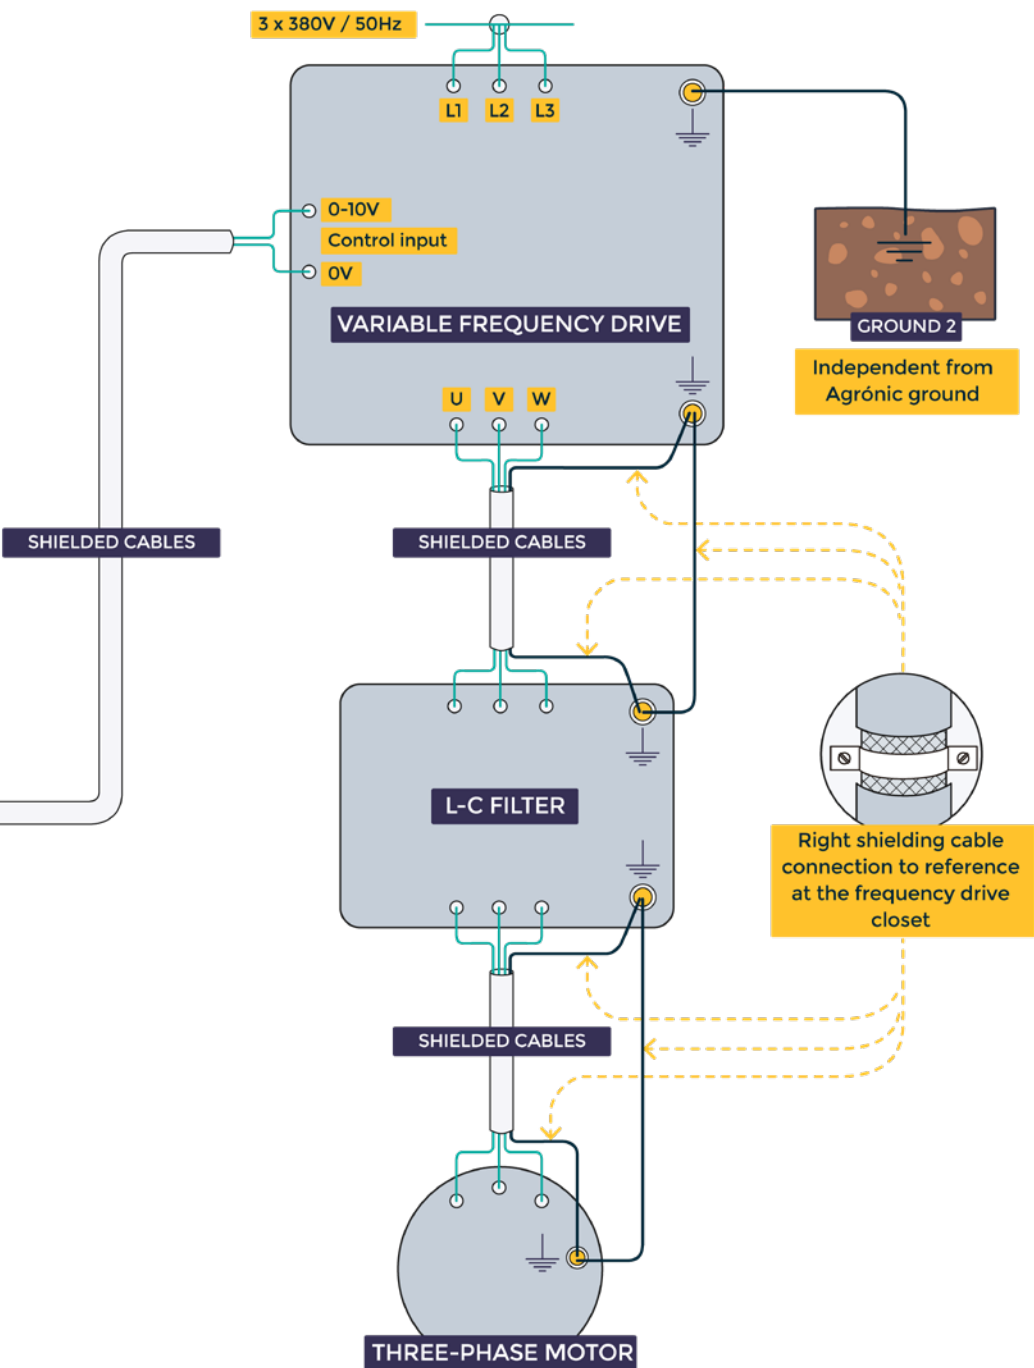 3 x 380V / 50Hz
L1 L2 L3
0-10V
Control input
0V
VARIABLE FREQUENCY DRIVE
GROUND 2
Independent from
Agrónic ground
U V W
SHIELDED CABLES
SHIELDED CABLES
L-C FILTER
Right shielding cable
connection to reference
at the frequency drive
closet
SHIELDED CABLES
THREE-PHASE MOTOR